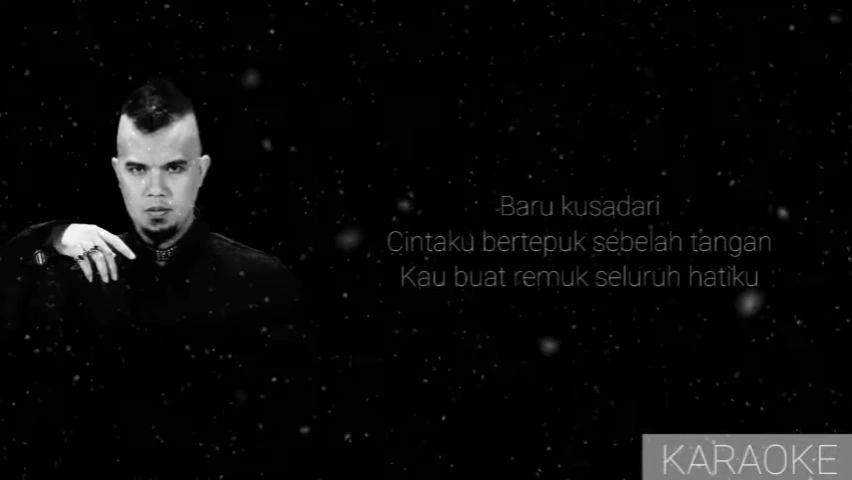 Baru kusadari
Cintaku bertepuk sebelah tangan
Kau buat remuk seluruh hatiku
KARAOKE